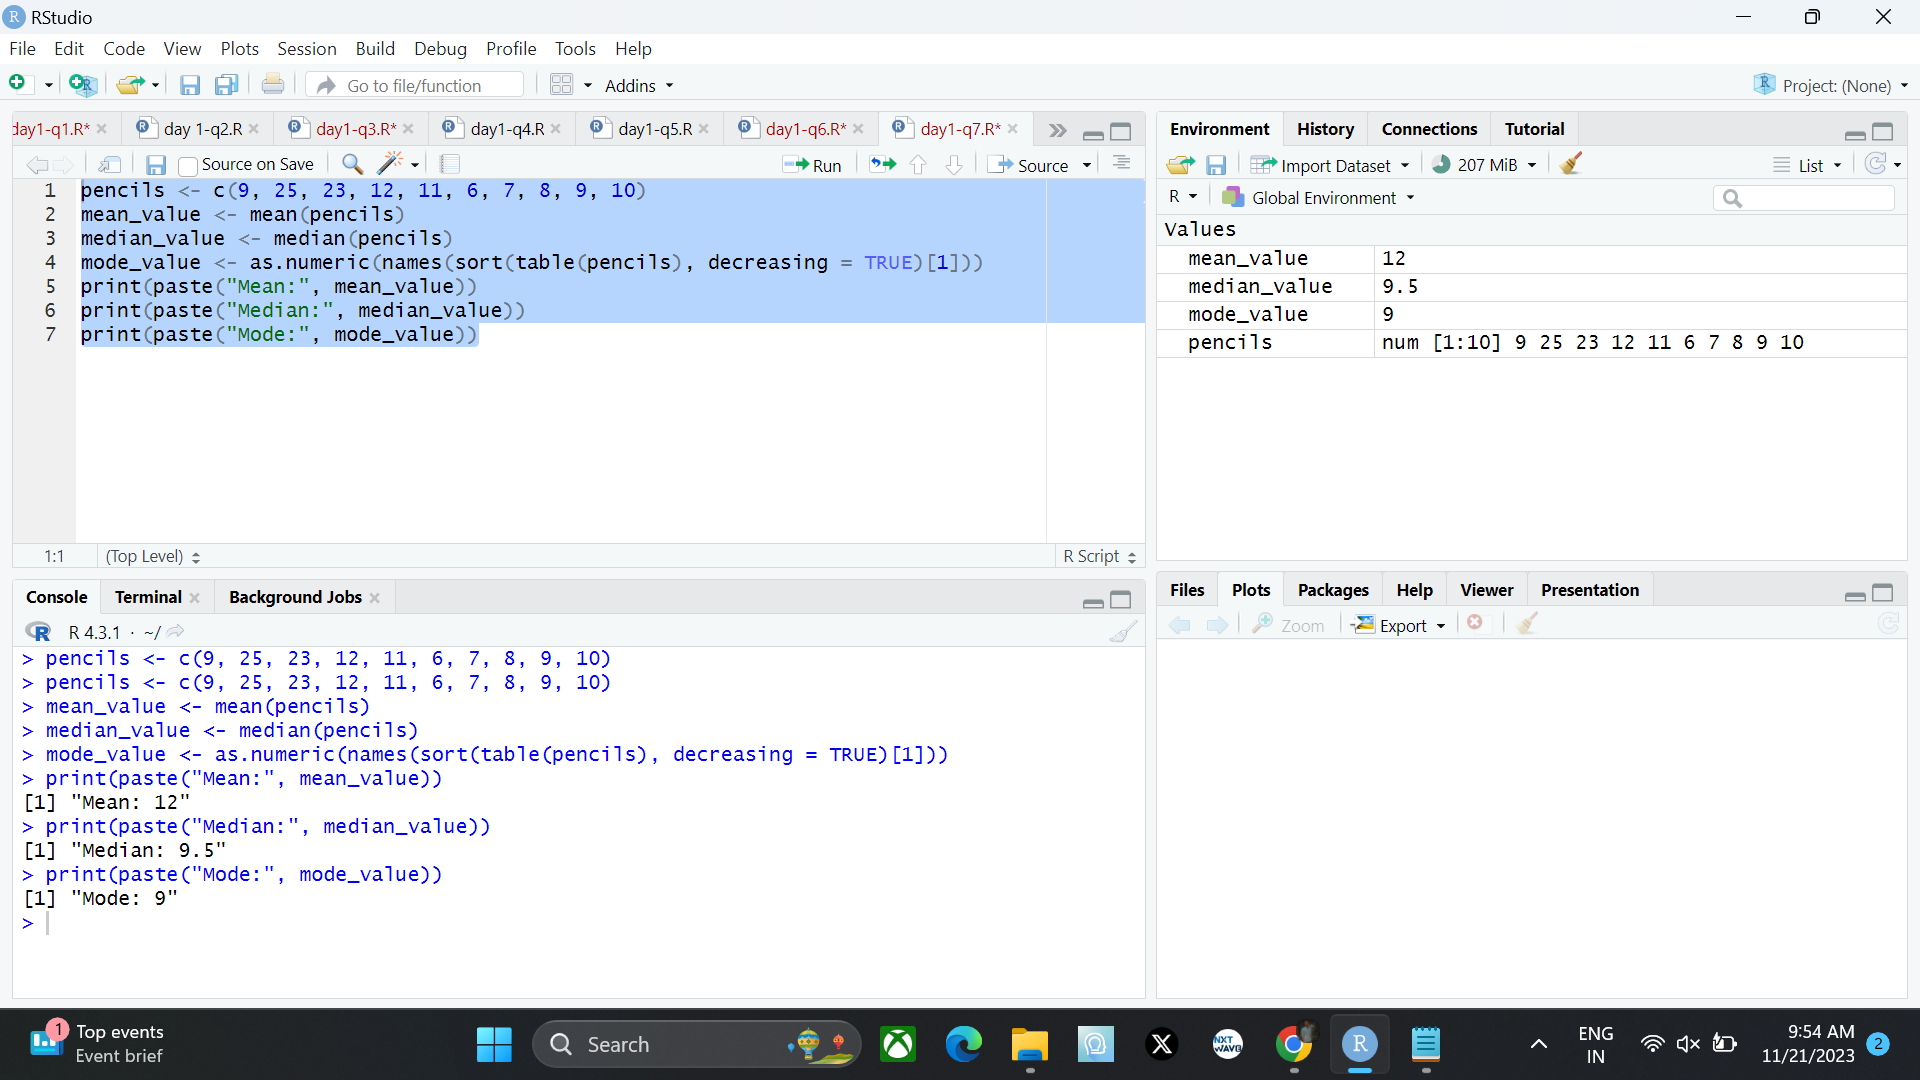 RStudio
File Edit Code View Plots Session Build Debug Profile Tools Help
Go to file/function Addins Project: (None)
day1-q1.R* day 1-q2.R day1-q3.R* day1-q4.R day1-q5.R day1-q6.R* day1-q7.R*
Source on Save Run Source
1 pencils <- c(9, 25, 23, 12, 11, 6, 7, 8, 9, 10)
2 mean_value <- mean(pencils)
3 median_value <- median(pencils)
4 mode_value <- as.numeric(names(sort(table(pencils), decreasing = TRUE)[1]))
5 print(paste("Mean:", mean_value))
6 print(paste("Median:", median_value))
7 print(paste("Mode:", mode_value))
1:1 (Top Level) R Script
Console Terminal Background Jobs
R 4.3.1 · ~/
> pencils <- c(9, 25, 23, 12, 11, 6, 7, 8, 9, 10)
> pencils <- c(9, 25, 23, 12, 11, 6, 7, 8, 9, 10)
> mean_value <- mean(pencils)
> median_value <- median(pencils)
> mode_value <- as.numeric(names(sort(table(pencils), decreasing = TRUE)[1]))
> print(paste("Mean:", mean_value))
[1] "Mean: 12"
> print(paste("Median:", median_value))
[1] "Median: 9.5"
> print(paste("Mode:", mode_value))
[1] "Mode: 9"
>
Environment History Connections Tutorial
Import Dataset 207 MiB List
R Global Environment
Values
mean_value 12
median_value 9.5
mode_value 9
pencils num [1:10] 9 25 23 12 11 6 7 8 9 10
Files Plots Packages Help Viewer Presentation
Zoom Export
1 Top events
Event brief
Search
NXT
WAVE
ENG
IN
9:54 AM
11/21/2023
2